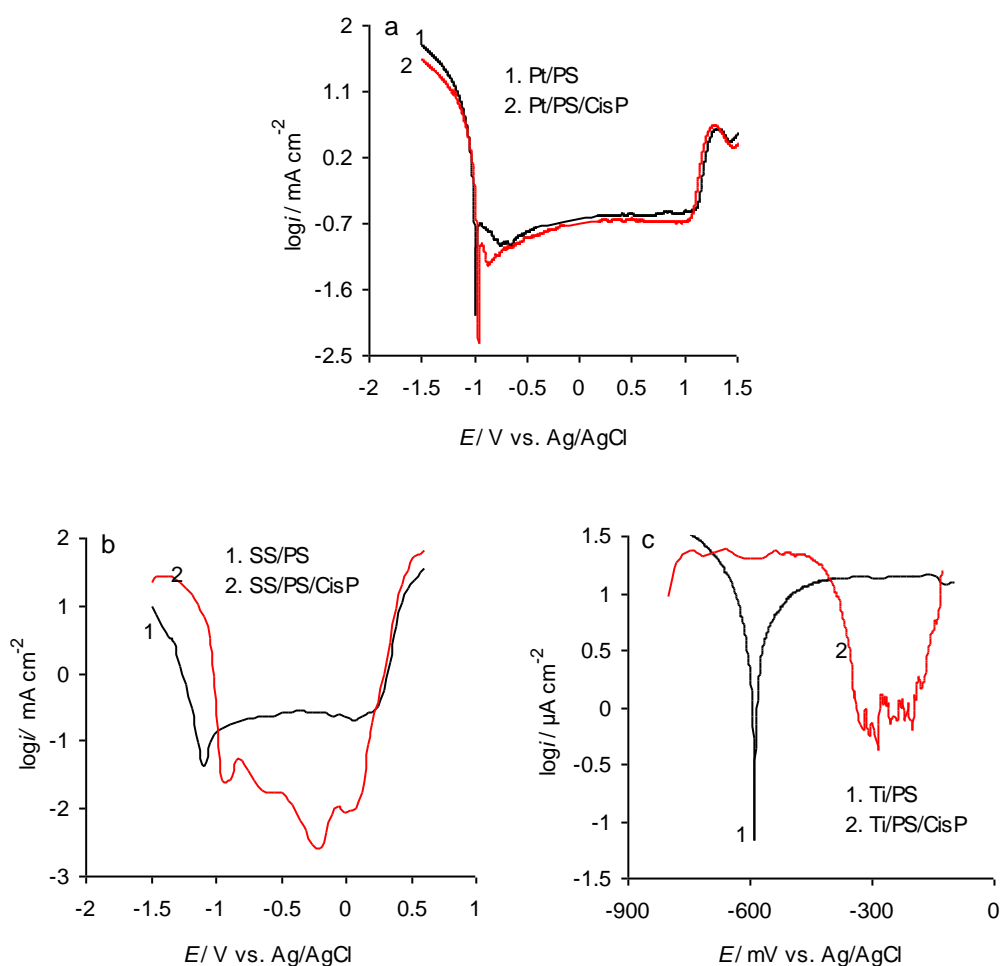 a
2
1.1
0.2
-0.7
-1.6
-2.5
logi / mA cm-2
1
2
1. Pt/PS
2. Pt/PS/CisP
-2 -1.5 -1 -0.5 0 0.5 1 1.5
E/ V vs. Ag/AgCl
b
2
1
0
-1
-2
-3
logi/ mA cm-2
2
1
1. SS/PS
2. SS/PS/CisP
-2 -1.5 -1 -0.5 0 0.5 1
E/ V vs. Ag/AgCl
c
1.5
1
0.5
0
-0.5
-1
-1.5
logi / µA cm-2
2
1
1. Ti/PS
2. Ti/PS/CisP
-900 -600 -300 0
E/ mV vs. Ag/AgCl